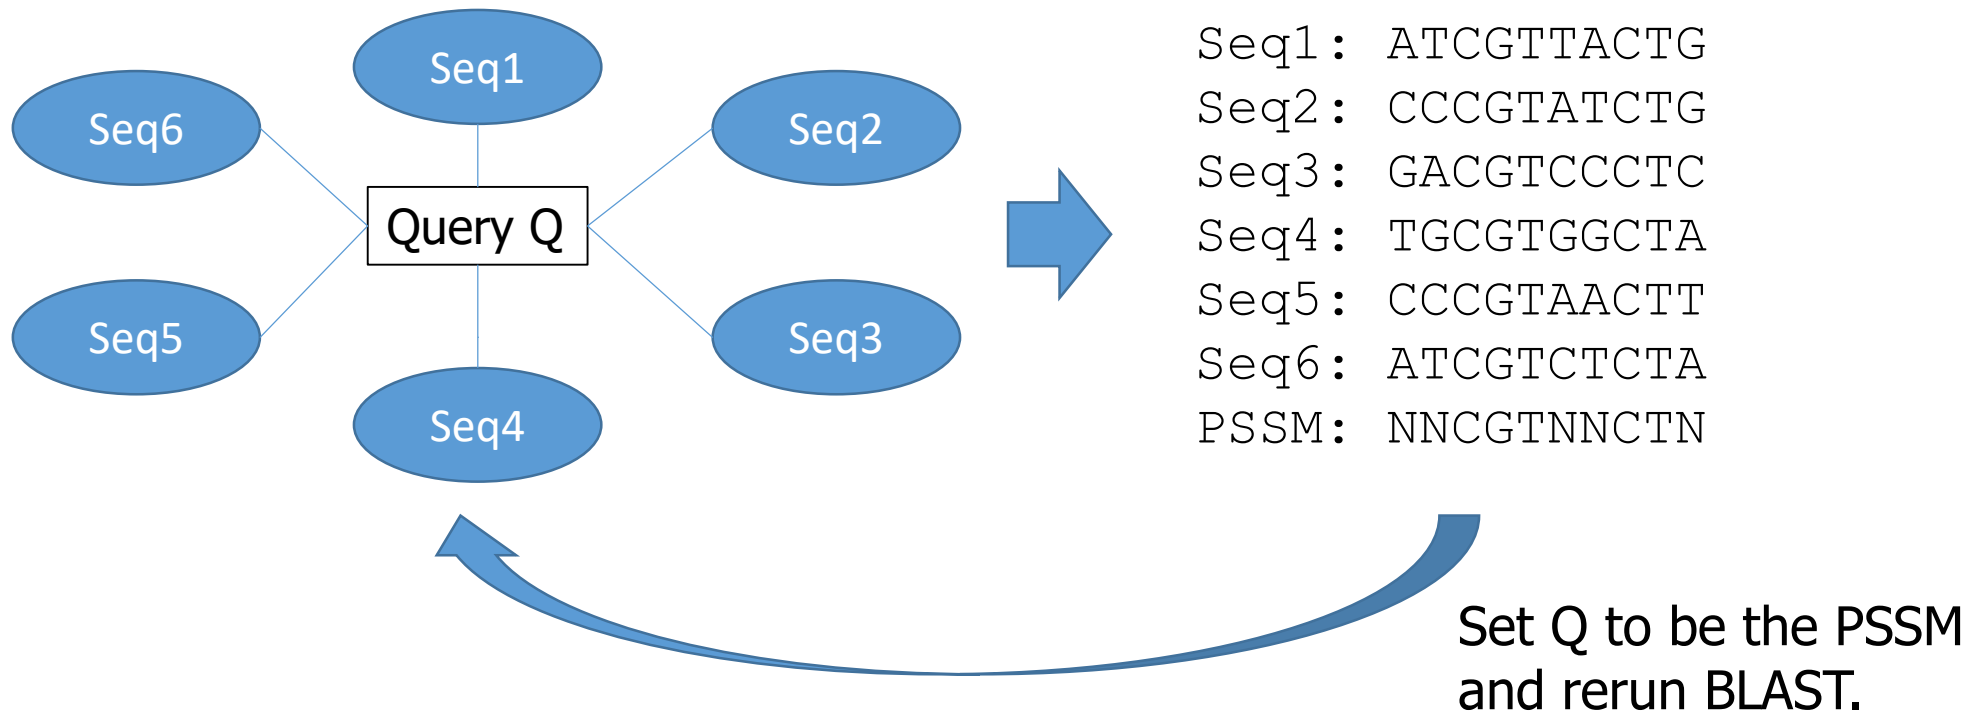 Seq1
Seq2
Seq3
Seq4
Seq5
Seq6
Query Q
Seq1: ATCGTTACTG
Seq2: CCCGTATCTG
Seq3: GACGTCCCTC
Seq4: TGCGTGGCTA
Seq5: CCCGTAACTT
Seq6: ATCGTCTCTA
PSSM: NNCGTNNCTN
Set Q to be the PSSM
and rerun BLAST.